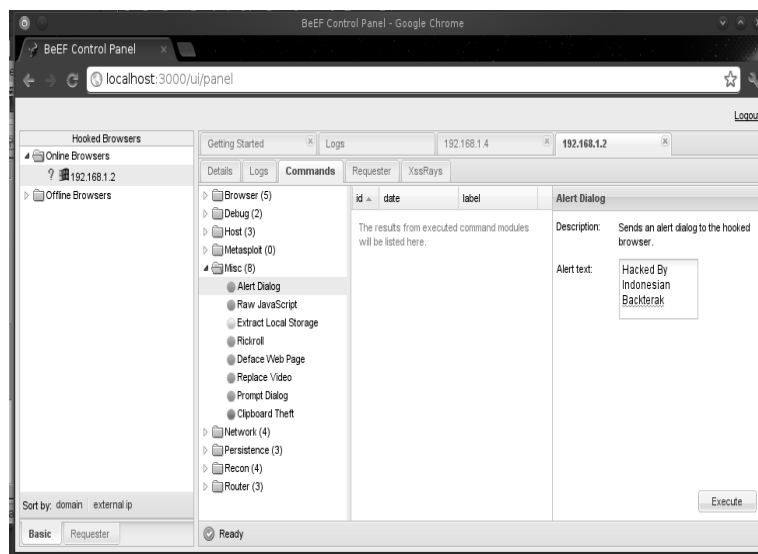 BeEF Control Panel - Google Chrome
BeEF Control Panel
localhost:3000/ui/panel
Logout
Hooked Browsers
Online Browsers
? 192.168.1.2
Offline Browsers
Getting Started
Logs
192.168.1.4
192.168.1.2
Details
Logs
Commands
Requester
XssRays
Browser (5)
Debug (2)
Host (3)
Metasploit (0)
Misc (8)
Alert Dialog
Raw JavaScript
Extract Local Storage
Rickroll
Deface Web Page
Replace Video
Prompt Dialog
Clipboard Theft
Network (4)
Persistence (3)
Recon (4)
Router (3)
id date label
The results from executed command modules
will be listed here.
Alert Dialog
Description: Sends an alert dialog to the hooked
browser.
Alert text: Hacked By
Indonesian
Backterak
Execute
Sort by: domain external ip
Basic Requester
Ready